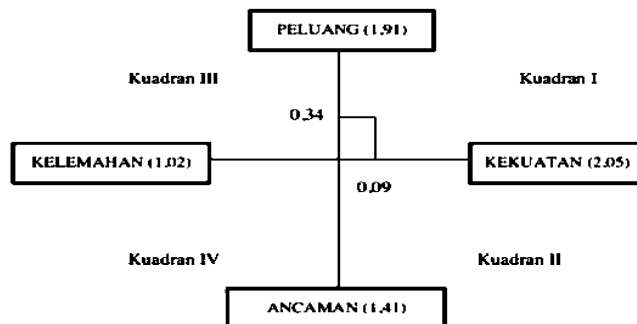 PELUANG (1.91)
Kuadran III
Kuadran I
0.34
KELEMAHAN (1.02)
KEKUATAN (2.05)
0.09
Kuadran IV
Kuadran II
ANCAMAN (1.41)